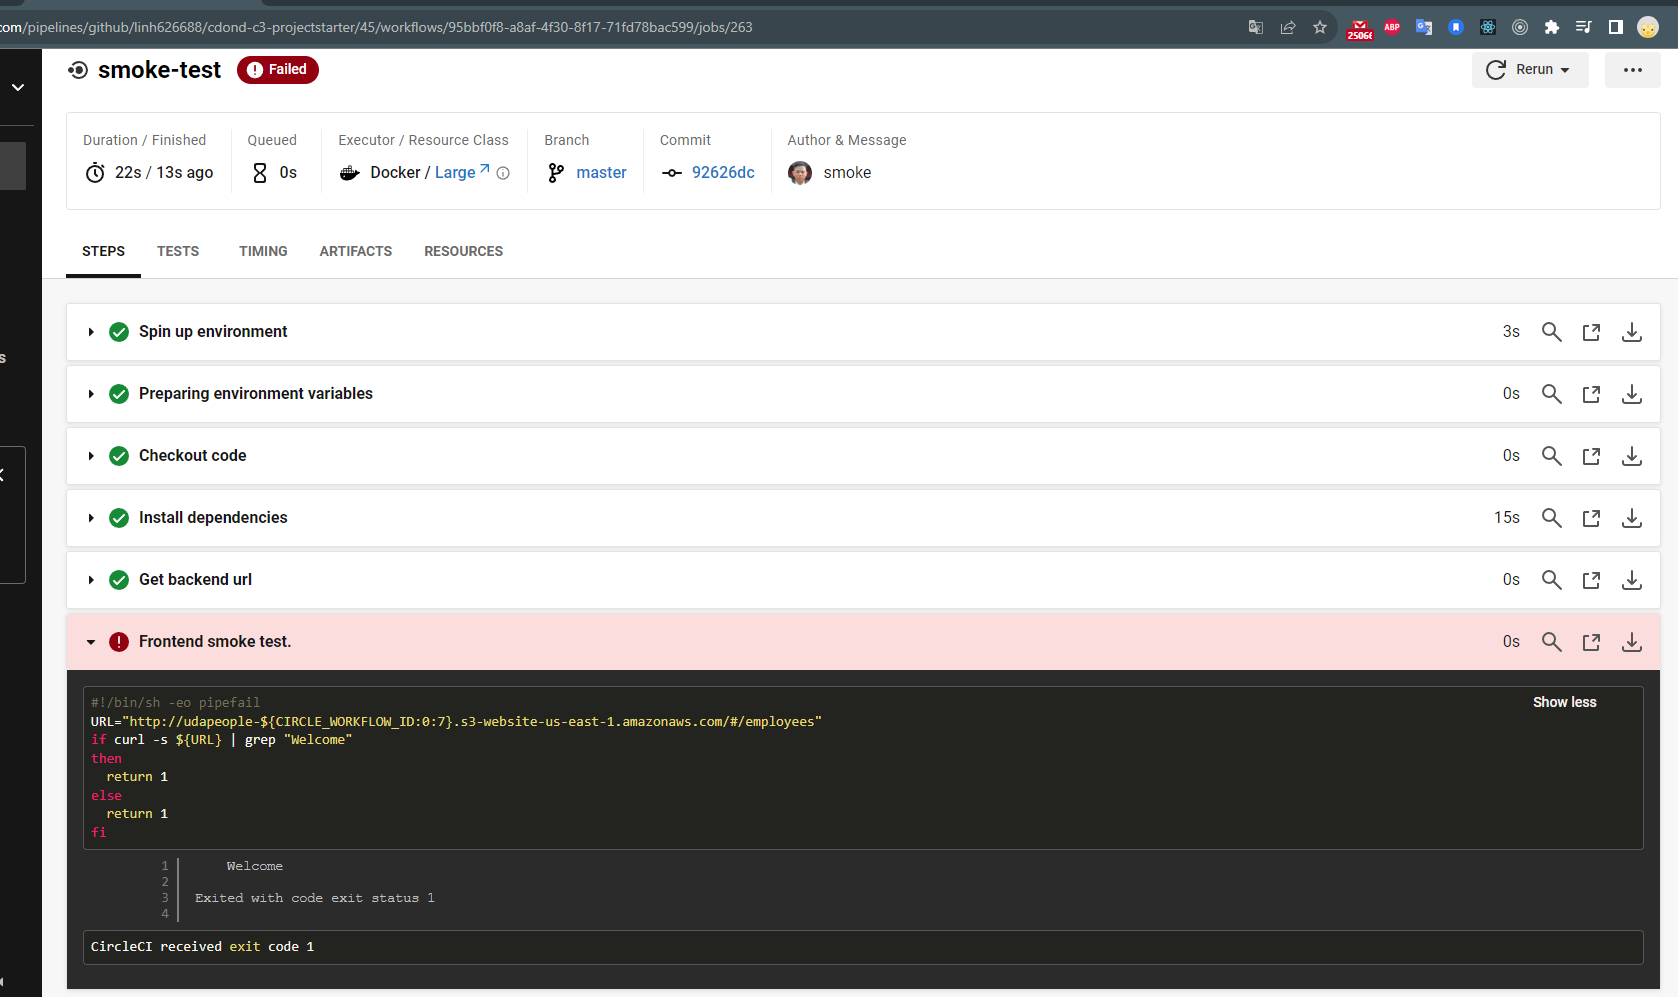 com/pipelines/github/linh626688/cdond-c3-projectstarter/45/workflows/95bbf0f8-a8af-4f30-8f17-71fd78bac599/jobs/263
2506
ABP
smoke-test
Failed
Rerun
Duration / Finished
Queued
Executor / Resource Class
Branch
Commit
Author & Message
22s / 13s ago
0s
Docker / Large
master
92626dc
smoke
STEPS
TESTS
TIMING
ARTIFACTS
RESOURCES
Spin up environment
3s
Preparing environment variables
0s
s
Checkout code
0s
Install dependencies
15s
Get backend url
0s
Frontend smoke test.
0s
#!/bin/sh -eo pipefail
Show less
URL="http://udapeople-${CIRCLE_WORKFLOW_ID:0:7}.s3-website-us-east-1.amazonaws.com/#/employees"
if curl -s ${URL} | grep "Welcome"
then
return 1
else
return 1
fi
1 Welcome
2
3 Exited with code exit status 1
4
CircleCI received exit code 1